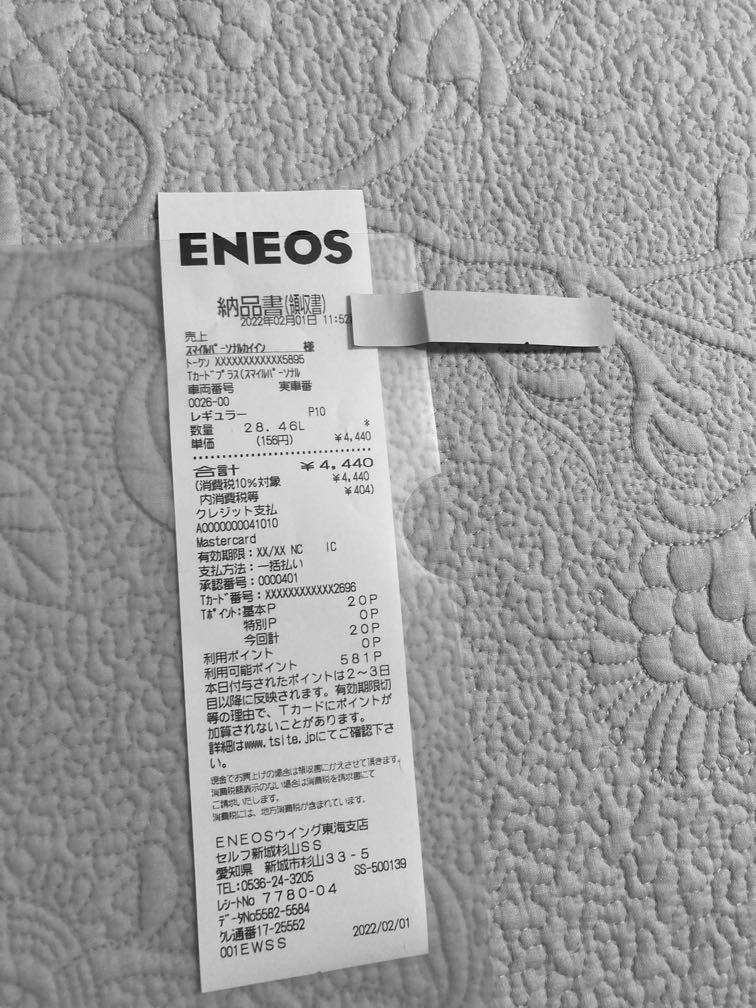 ENEOS
納品書(領収書)
2022年02月01日 11:52
売上
スマイルパーソナルカイイン 様
トークン XXXXXXXXXXXX5895
Tカードプラス(スマイルパーソナル
車両番号 実車番
0026-00
レギュラー P10
数量 28.46L *
単価 (156円) ¥4,440
合計 ¥4,440
(消費税10%対象 ¥4,440
内消費税等 ¥404)
クレジット支払
A0000000041010
Mastercard
有効期限:XX/XX NC IC
支払方法:一括払い
承認番号:0000401
Tカード番号:XXXXXXXXXXXX2696
Tポイント:基本P 20P
特別P 0P
今回計 20P
利用ポイント 0P
利用可能ポイント 581P
本日付与されたポイントは2〜3日
目以降に反映されます。有効期限切
等の理由で、Tカードにポイントが
加算されないことがあります。
詳細はwww.tsite.jpにてご確認下さ
い。
現金でお買上げの場合は領収書にかえさせて頂きます。
消費税額表示のない場合は消費税を請求書にて
ご請求いたします。
消費税には、地方消費税が含まれています。
ENEOSウイング東海支店
セルフ新城杉山SS
愛知県 新城市杉山33-5
TEL:0536-24-3205 SS-500139
レシートNo 7780-04
データNo5582-5584
クレ通番17-25552
001EWSS 2022/02/01